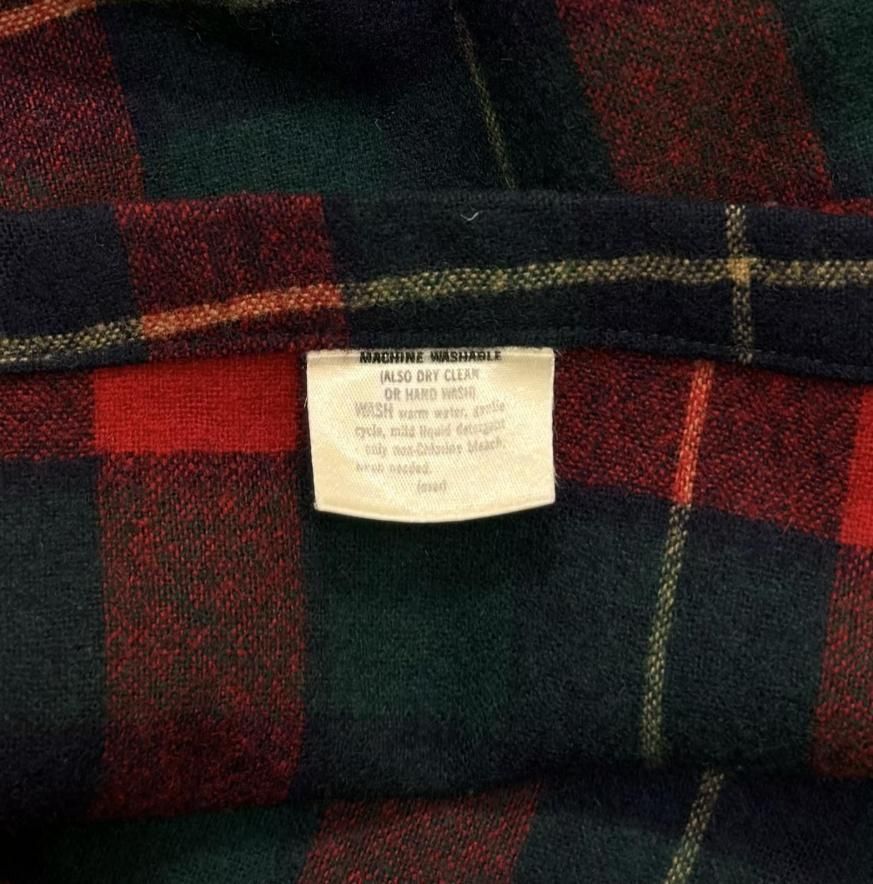 MACHINE WASHABLE
(ALSO DRY CLEAN
OR HAND WASH)
WASH warm water, gentle
cycle, mild liquid detergent
only non-Chlorine bleach,
when needed.
(over)